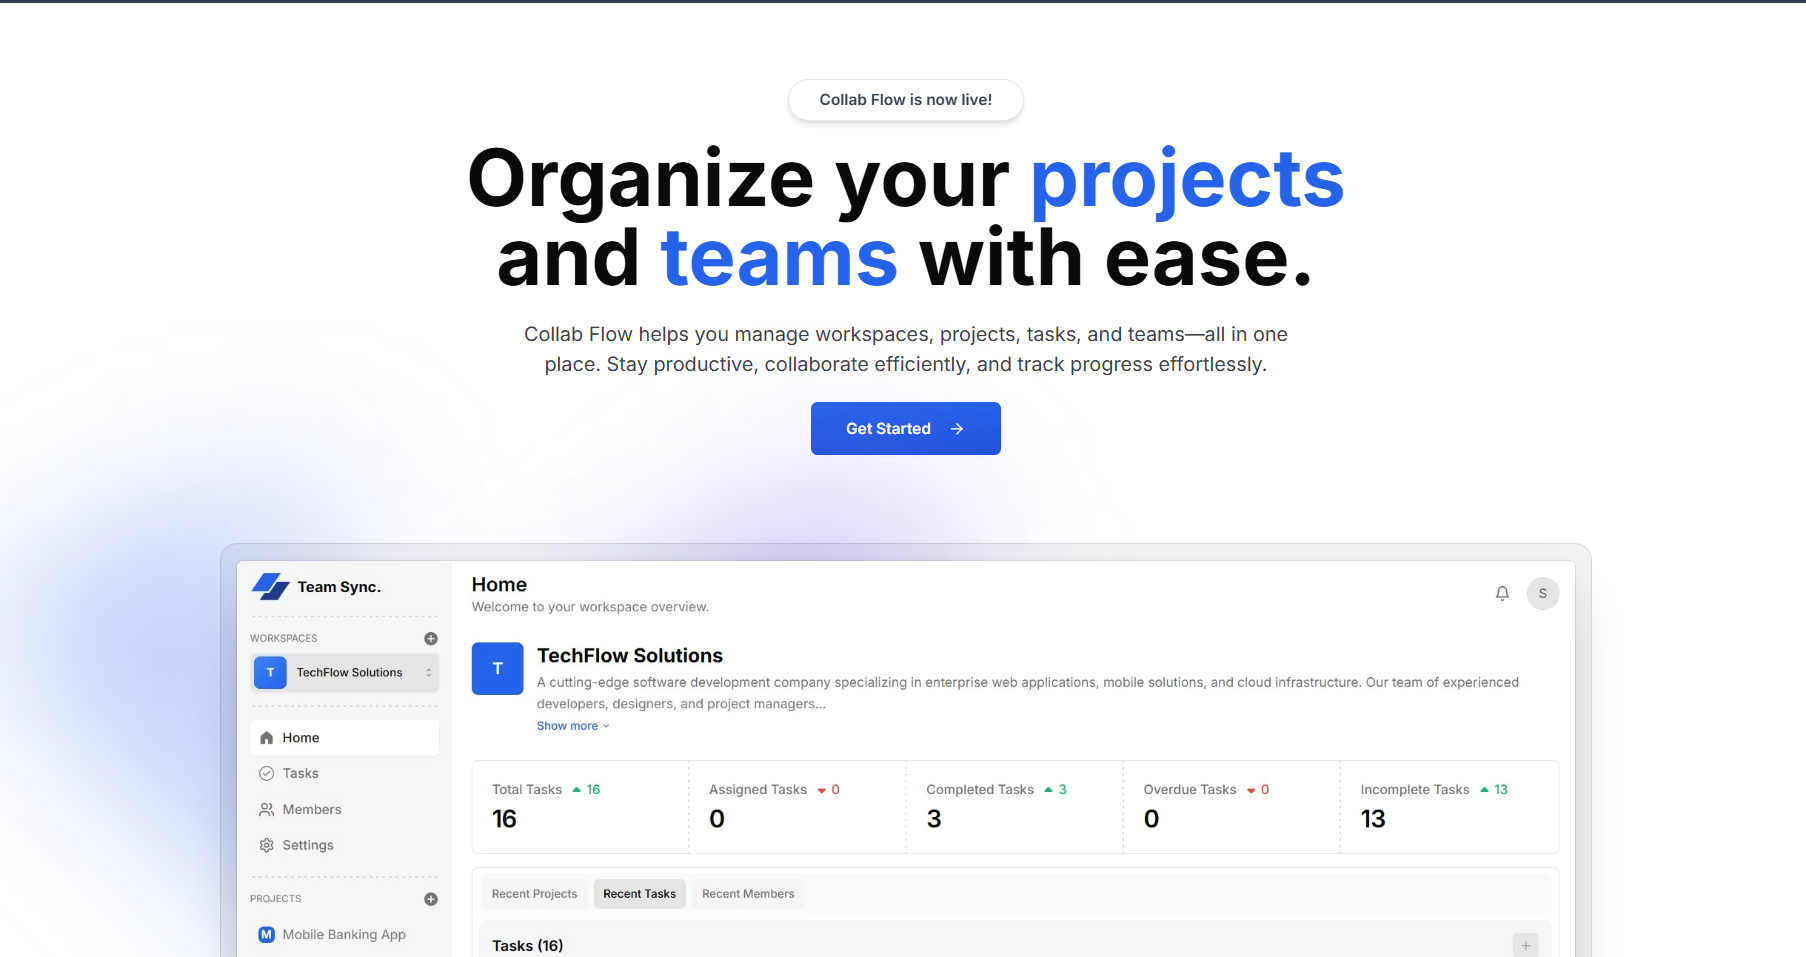 Collab Flow is now live!
Organize your projects
and teams with ease.
Collab Flow helps you manage workspaces, projects, tasks, and teams—all in one
place. Stay productive, collaborate efficiently, and track progress effortlessly.
Get Started
Team Sync.
WORKSPACES
T
TechFlow Solutions
Home
Tasks
Members
Settings
PROJECTS
M Mobile Banking App
Home
Welcome to your workspace overview.
S
T
TechFlow Solutions
A cutting-edge software development company specializing in enterprise web applications, mobile solutions, and cloud infrastructure. Our team of experienced
developers, designers, and project managers...
Show more
Total Tasks 16
16
Assigned Tasks 0
0
Completed Tasks 3
3
Overdue Tasks 0
0
Incomplete Tasks 13
13
Recent Projects Recent Tasks Recent Members
Tasks (16)